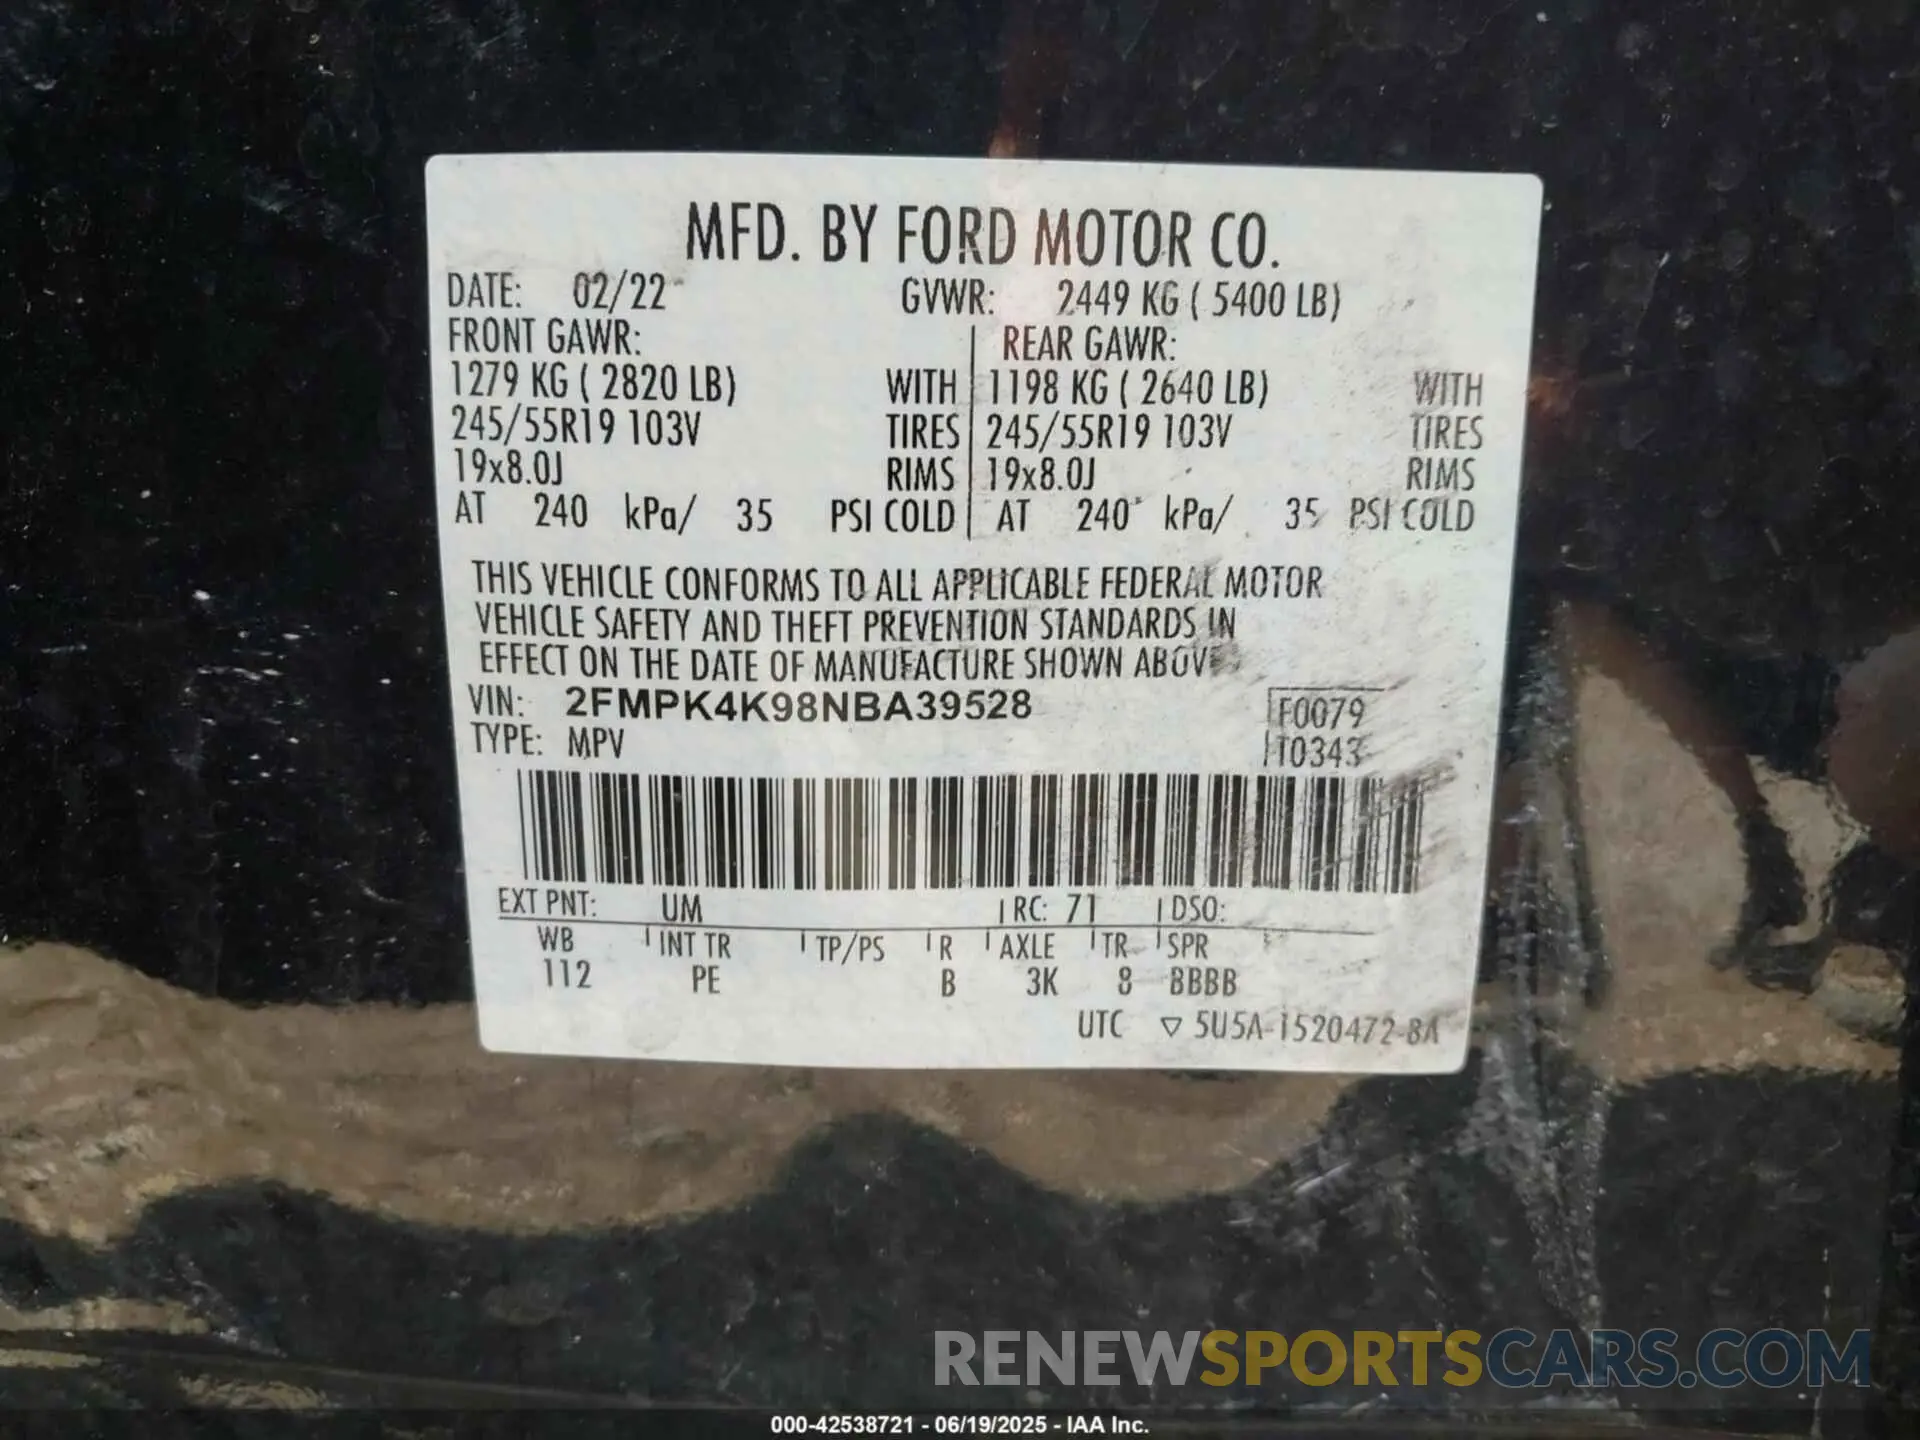 MFD. BY FORD MOTOR CO.
DATE: 02/22 GVWR: 2449 KG ( 5400 LB)
FRONT GAWR: REAR GAWR:
1279 KG ( 2820 LB) WITH 1198 KG ( 2640 LB) WITH
245/55R19 103V TIRES 245/55R19 103V TIRES
19x8.0J RIMS 19x8.0J RIMS
AT 240 kPa/ 35 PSI COLD AT 240 kPa/ 35 PSI COLD
THIS VEHICLE CONFORMS TO ALL APPLICABLE FEDERAL MOTOR
VEHICLE SAFETY AND THEFT PREVENTION STANDARDS IN
EFFECT ON THE DATE OF MANUFACTURE SHOWN ABOVE.
VIN: 2FMPK4K98NBA39528 F0079
TYPE: MPV T0343
EXT PNT: UM RC: 71 DSO:
WB INT TR TP/PS R AXLE TR SPR
112 PE B 3K 8 8BBB
UTC ▽ 5U5A-1520472-BA
RENEWSPORTSCARS.COM
000-42538721 - 06/19/2025 - IAA Inc.